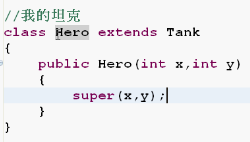 //我的坦克
class Hero extends Tank
{
    public Hero(int x,int y)
    {
        super(x,y);
    }
}